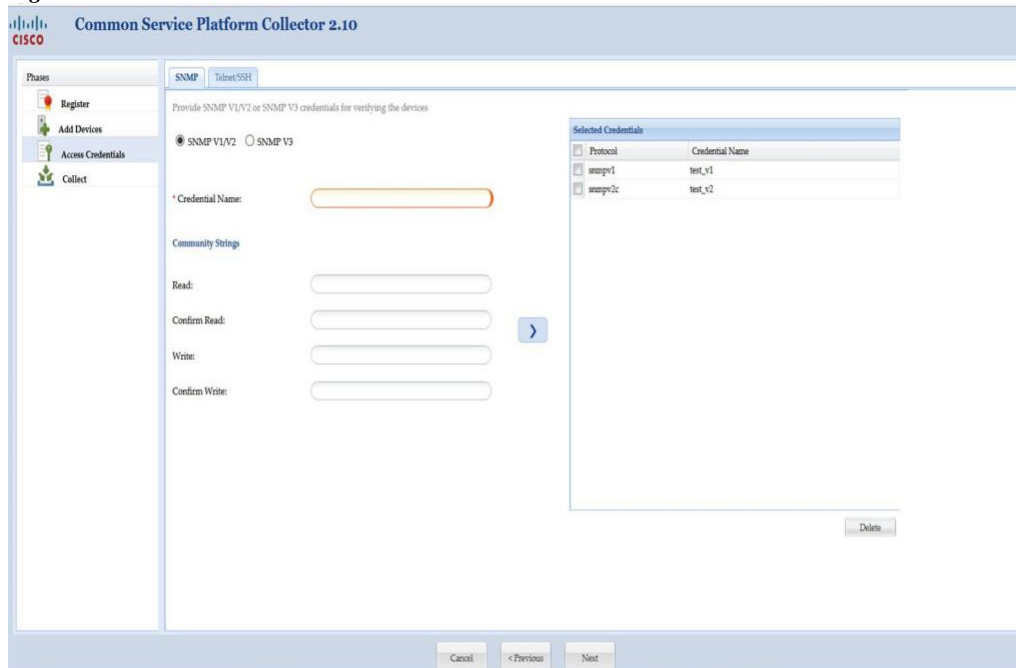 CISCO
Common Service Platform Collector 2.10
Phases
Register
Add Devices
Access Credentials
Collect
SNMP
Telnet/SSH
Provide SNMP V1/V2 or SNMP V3 credentials for verifying the devices
SNMP V1/V2
SNMP V3
* Credential Name:
Community Strings
Read:
Confirm Read:
Write:
Confirm Write:
Selected Credentials
Protocol Credential Name
snmpv1 test_v1
snmpv2c test_v2
Delete
Cancel
< Previous
Next